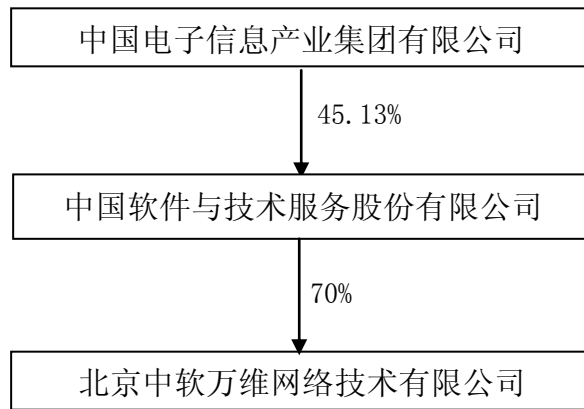 中国电子信息产业集团有限公司
45.13%
中国软件与技术服务股份有限公司
70%
北京中软万维网络技术有限公司